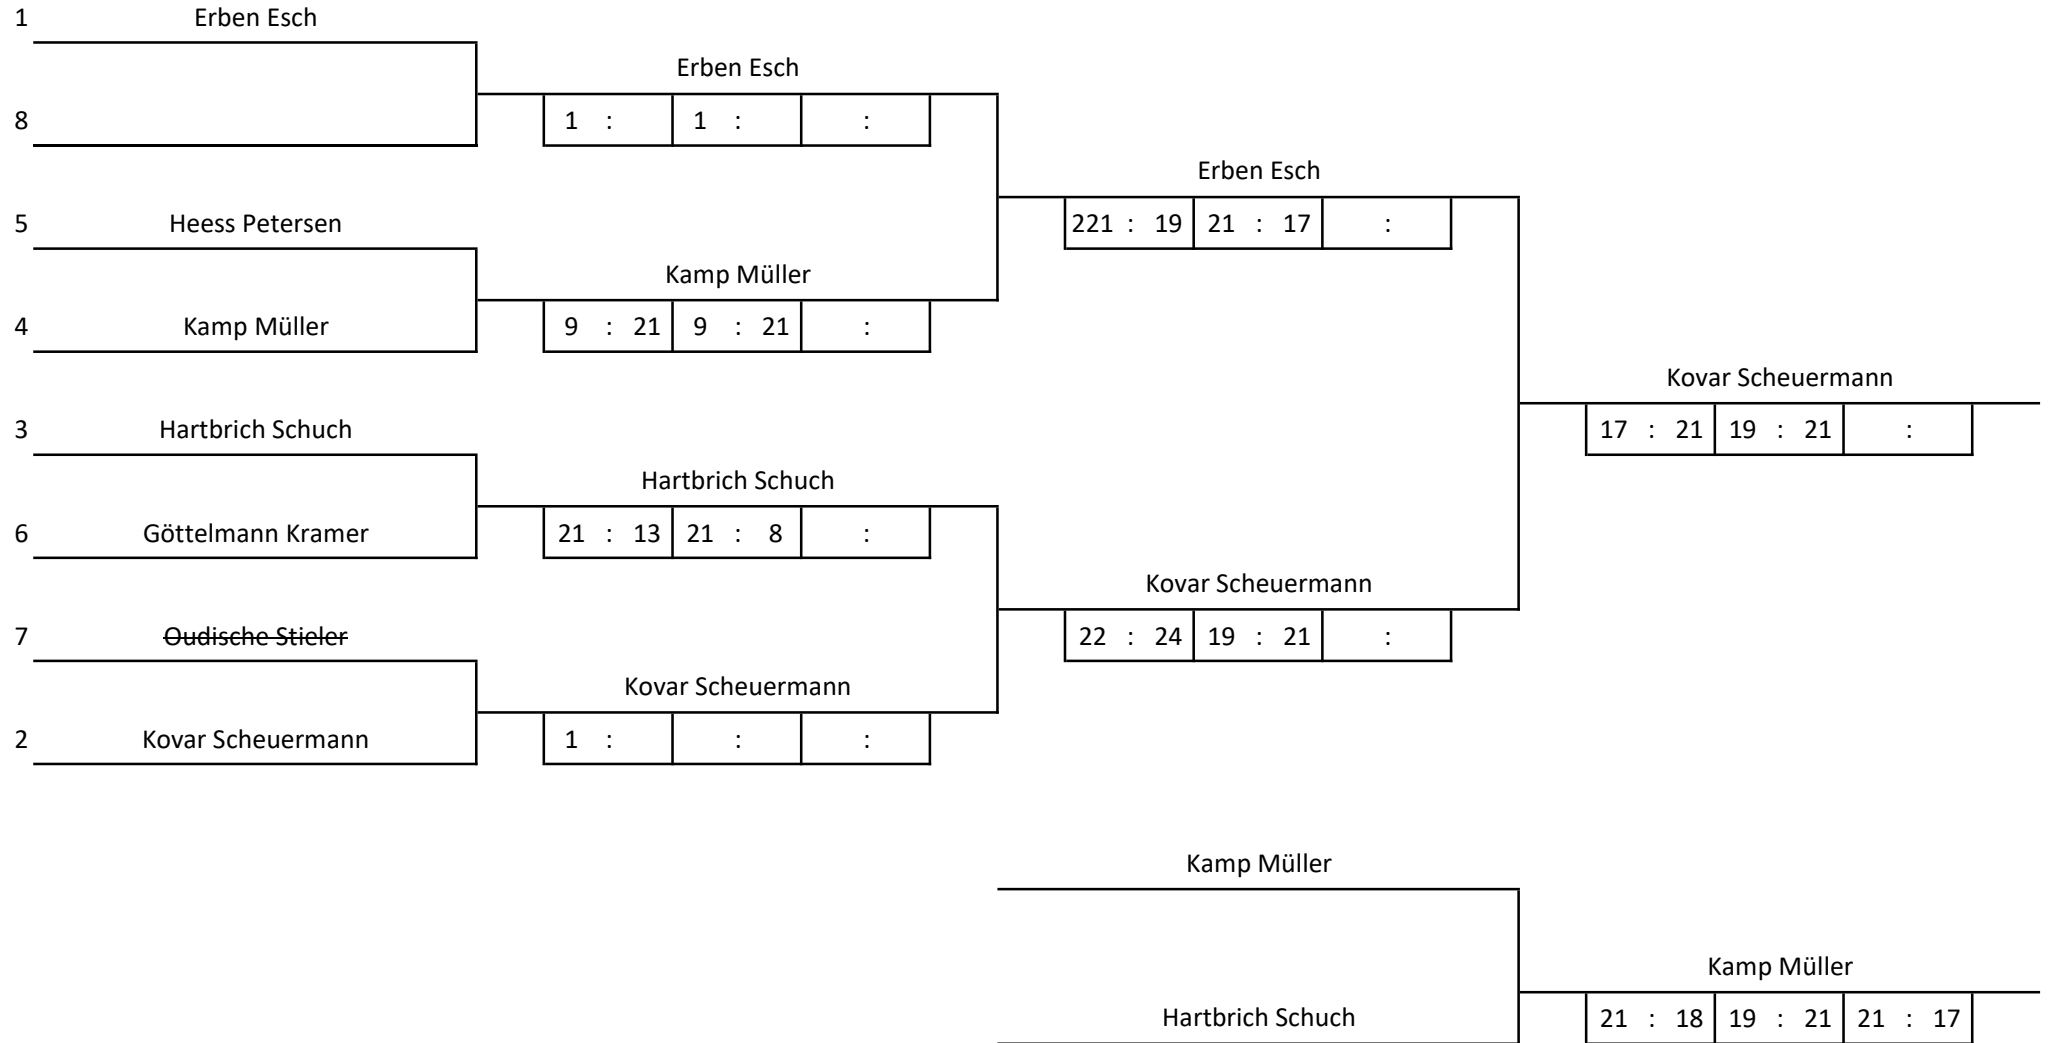 1 Erben Esch
Erben Esch
8 1 : 1 : :
Erben Esch
5 Heess Petersen 221 : 19 21 : 17 :
Kamp Müller
4 Kamp Müller 9 : 21 9 : 21 :
Kovar Scheuermann
3 Hartbrich Schuch 17 : 21 19 : 21 :
Hartbrich Schuch
6 Göttelmann Kramer 21 : 13 21 : 8 :
Kovar Scheuermann
7 Oudische Stieler 22 : 24 19 : 21 :
Kovar Scheuermann
2 Kovar Scheuermann 1 : : :
Kamp Müller
Kamp Müller
Hartbrich Schuch 21 : 18 19 : 21 21 : 17